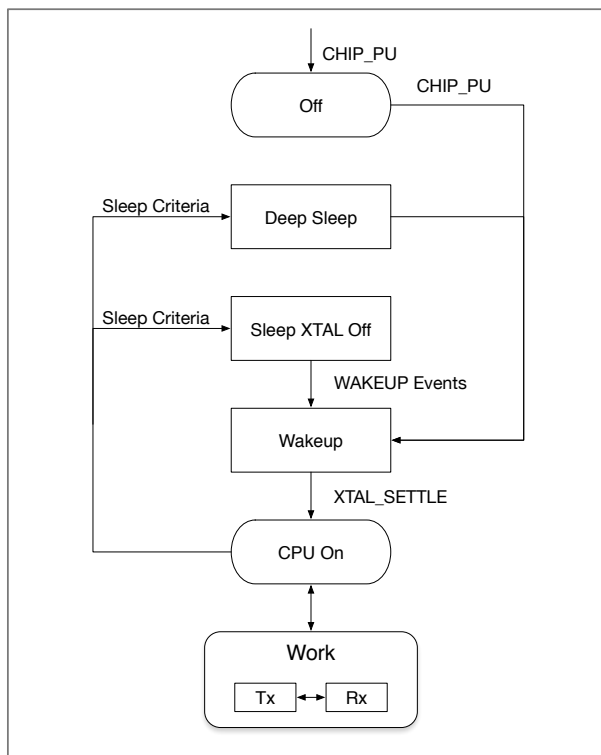 CHIP_PU
CHIP_PU
Off
Sleep Criteria
Deep Sleep
Sleep Criteria
Sleep XTAL Off
WAKEUP Events
Wakeup
XTAL_SETTLE
CPU On
Work
Tx
Rx